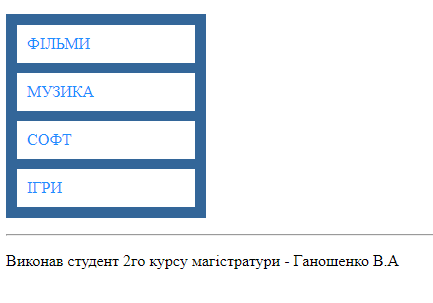 ФІЛЬМИ
МУЗИКА
СОФТ
ІГРИ
Виконав студент 2го курсу магістратури - Ганошенко В.А